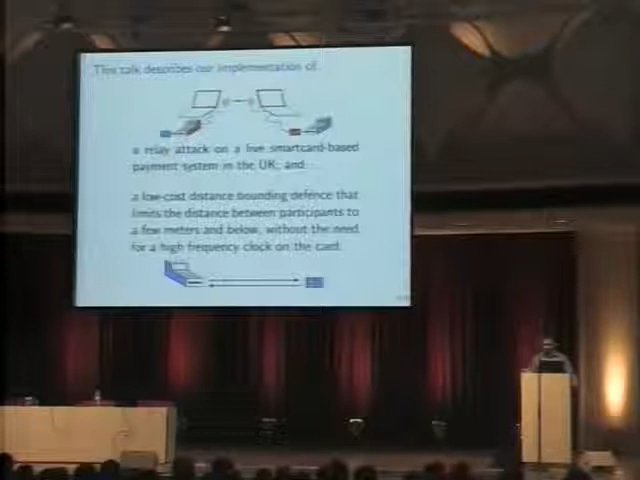 This talk describes our implementation of
a relay attack on a live smartcard-based
payment system in the UK; and
a low-cost distance bounding defence that
limits the distance between participants to
a few meters and below, without the need
for a high frequency clock on the card.